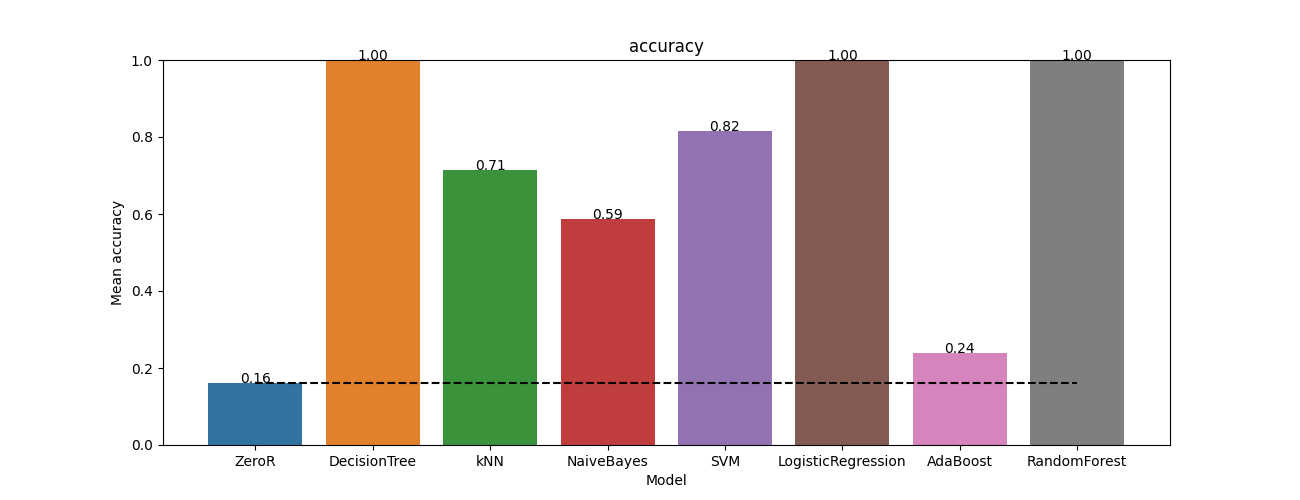 accuracy
Mean accuracy
1.0
0.8
0.6
0.4
0.2
0.0
0.16
1.00
0.71
0.59
0.82
1.00
0.24
1.00
ZeroR
DecisionTree
kNN
NaiveBayes
SVM
LogisticRegression
AdaBoost
RandomForest
Model